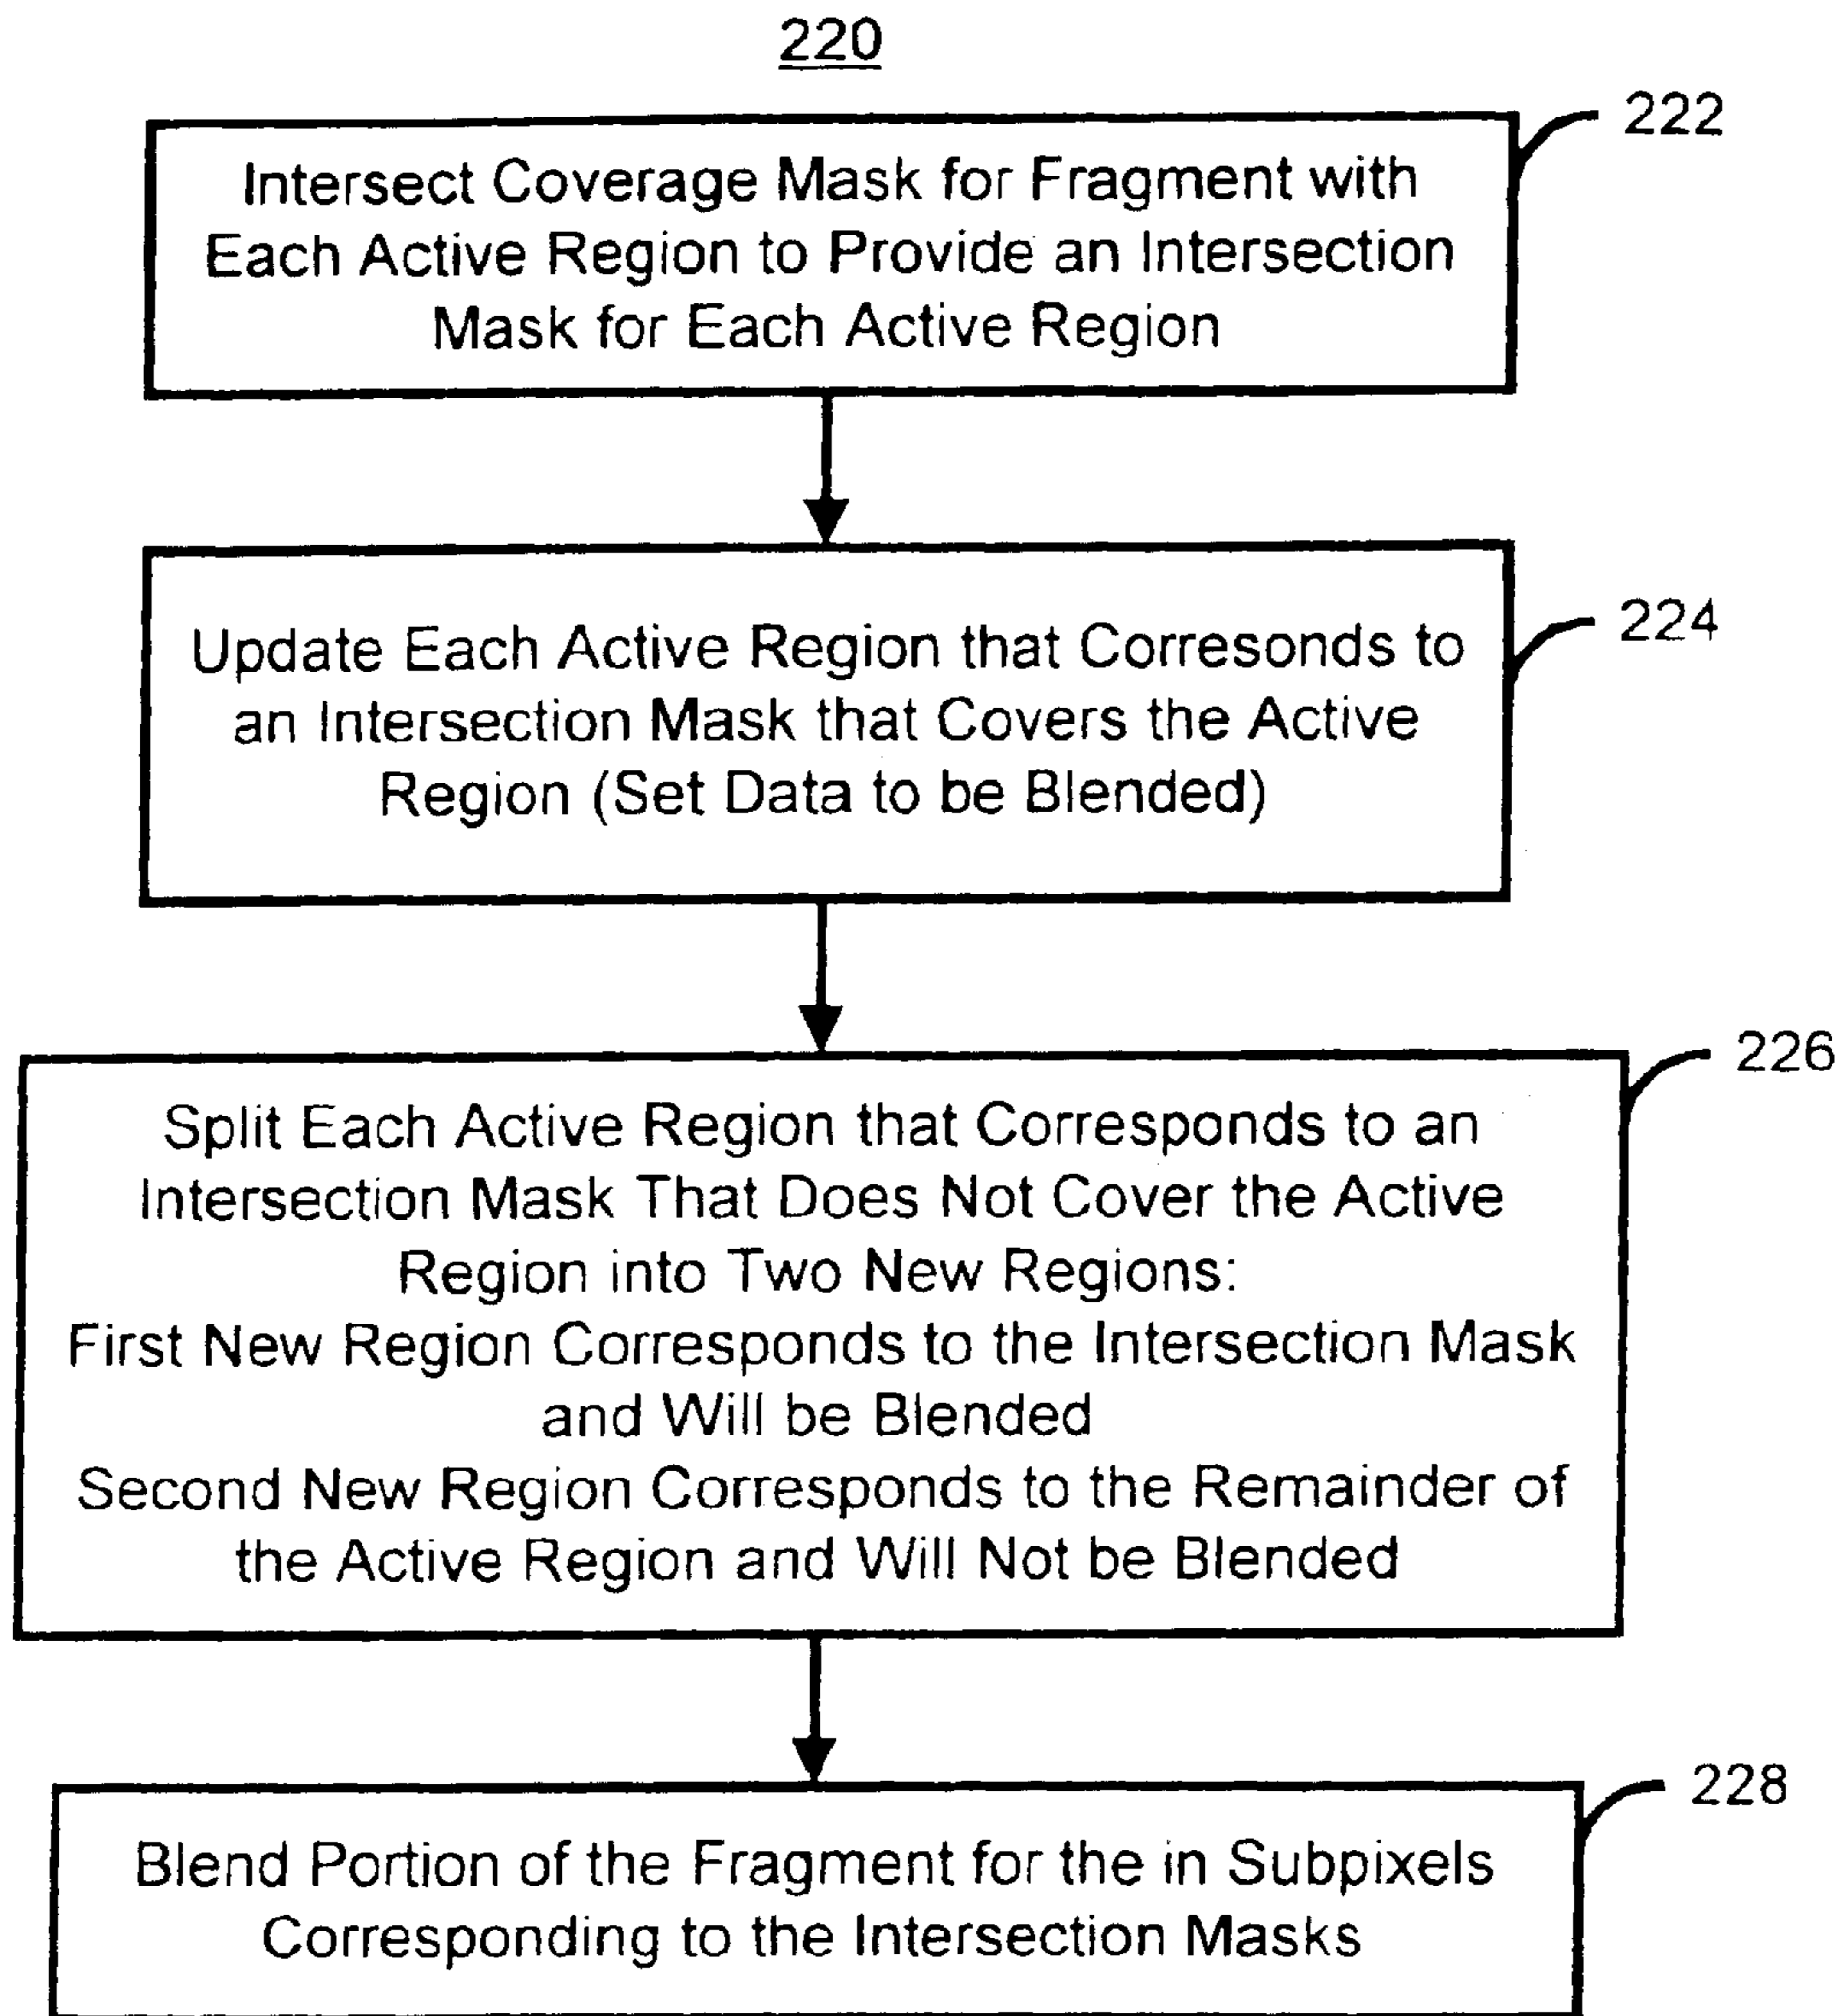 220
222
Intersect Coverage Mask for Fragment with
Each Active Region to Provide an Intersection
Mask for Each Active Region
224
Update Each Active Region that Corresonds to
an Intersection Mask that Covers the Active
Region (Set Data to be Blended)
226
Split Each Active Region that Corresponds to an
Intersection Mask That Does Not Cover the Active
Region into Two New Regions:
First New Region Corresponds to the Intersection Mask
and Will be Blended
Second New Region Corresponds to the Remainder of
the Active Region and Will Not be Blended
228
Blend Portion of the Fragment for the in Subpixels
Corresponding to the Intersection Masks